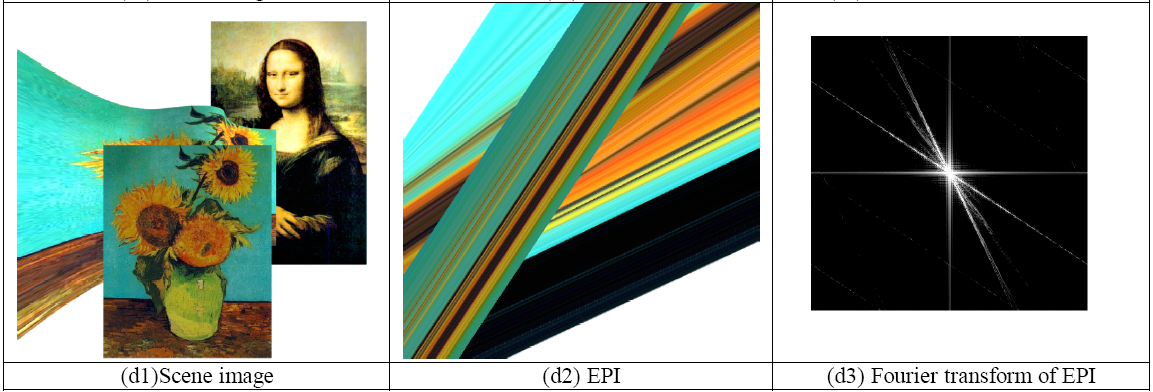 (d1)Scene image
(d2) EPI
(d3) Fourier transform of EPI